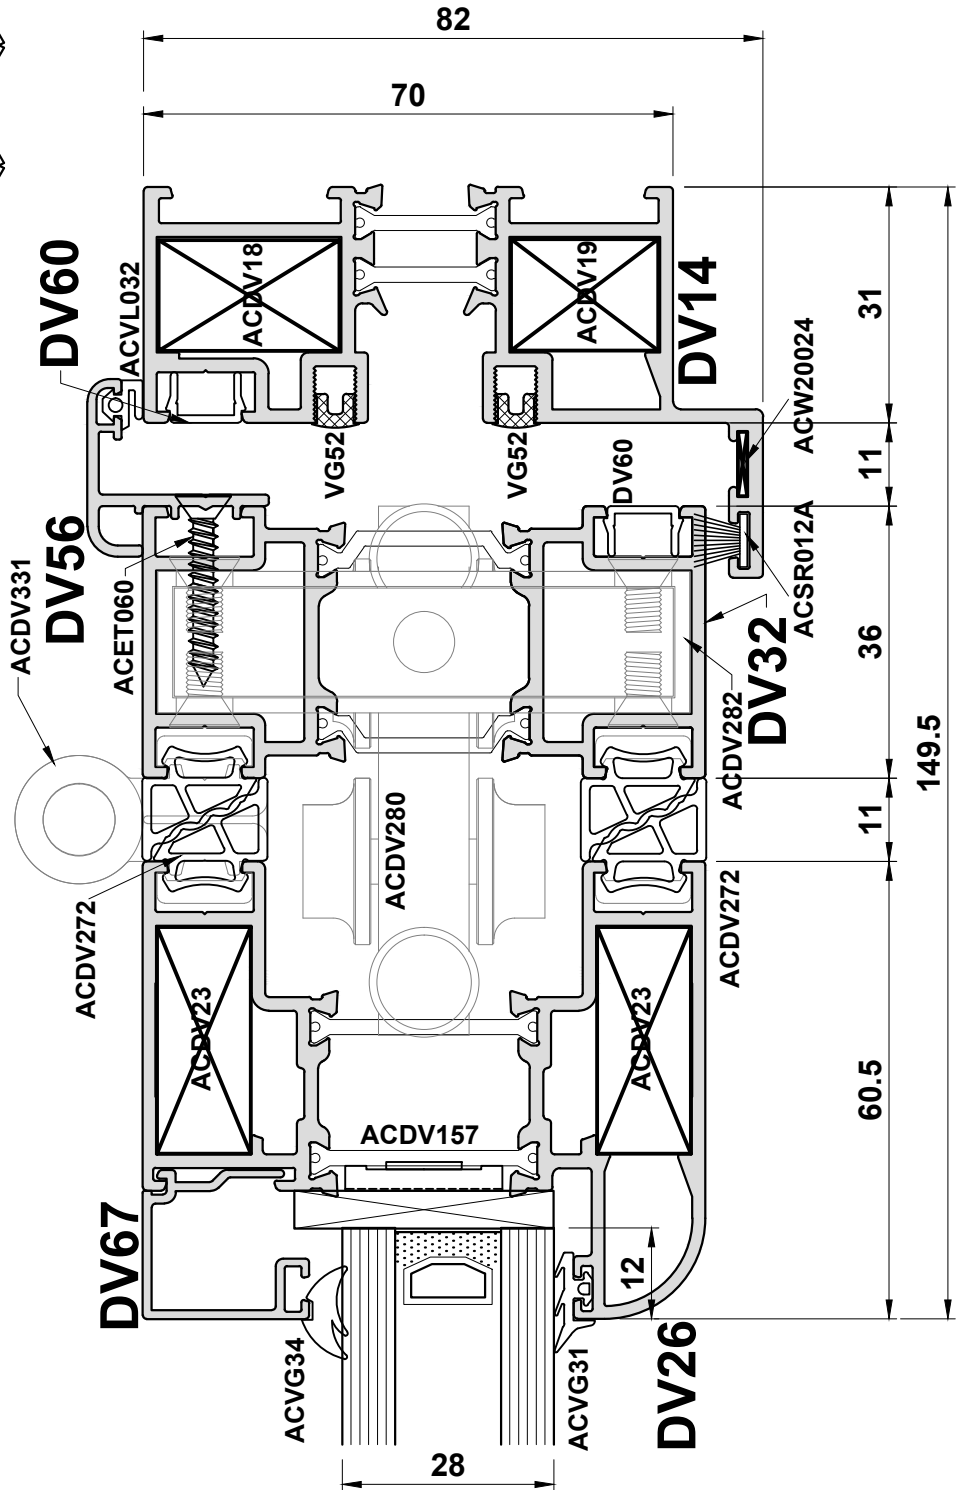 82
70
DV60
ACVL032
ACDV18
ACDV19
DV14
31
ACW20024
VG52
VG52
DV60
11
DV56
ACDV331
ACET060
ACSR012A
DV32
36
ACDV282
149.5
ACDV280
11
ACDV272
ACDV272
ACDV23
ACDV23
60.5
ACDV157
DV67
12
ACVG34
ACVG31
DV26
28